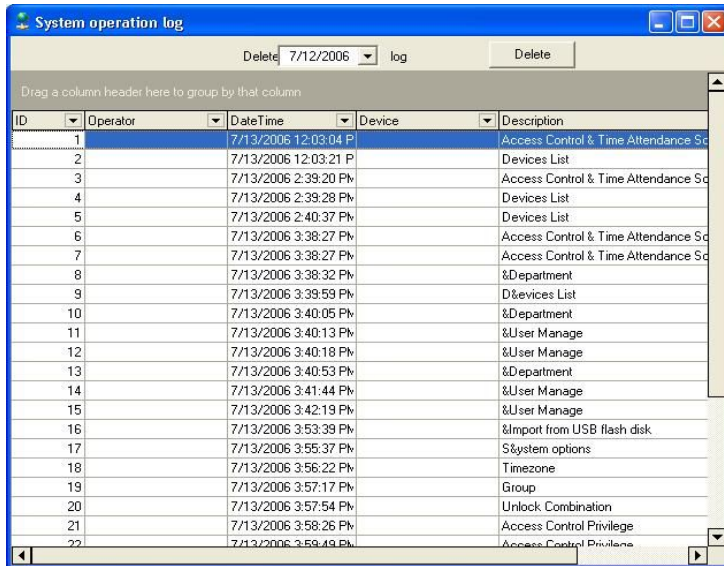 System operation log
Delete 7/12/2006 log Delete
Drag a column header here to group by that column
ID Operator DateTime Device Description
1 7/13/2006 12:03:04 P Access Control & Time Attendance Sc
2 7/13/2006 12:03:21 P Devices List
3 7/13/2006 2:39:20 PM Access Control & Time Attendance Sc
4 7/13/2006 2:39:28 PM Devices List
5 7/13/2006 2:40:37 PM Devices List
6 7/13/2006 3:38:27 PM Access Control & Time Attendance Sc
7 7/13/2006 3:38:27 PM Access Control & Time Attendance Sc
8 7/13/2006 3:38:32 PM &Department
9 7/13/2006 3:39:59 PM D&evices List
10 7/13/2006 3:40:05 PM &Department
11 7/13/2006 3:40:13 PM &User Manage
12 7/13/2006 3:40:18 PM &User Manage
13 7/13/2006 3:40:53 PM &Department
14 7/13/2006 3:41:44 PM &User Manage
15 7/13/2006 3:42:19 PM &User Manage
16 7/13/2006 3:53:39 PM &Import from USB flash disk
17 7/13/2006 3:55:37 PM S&ystem options
18 7/13/2006 3:56:22 PM Timezone
19 7/13/2006 3:57:17 PM Group
20 7/13/2006 3:57:54 PM Unlock Combination
21 7/13/2006 3:58:26 PM Access Control Privilege
22 7/13/2006 3:59:49 PM Access Control Privilege